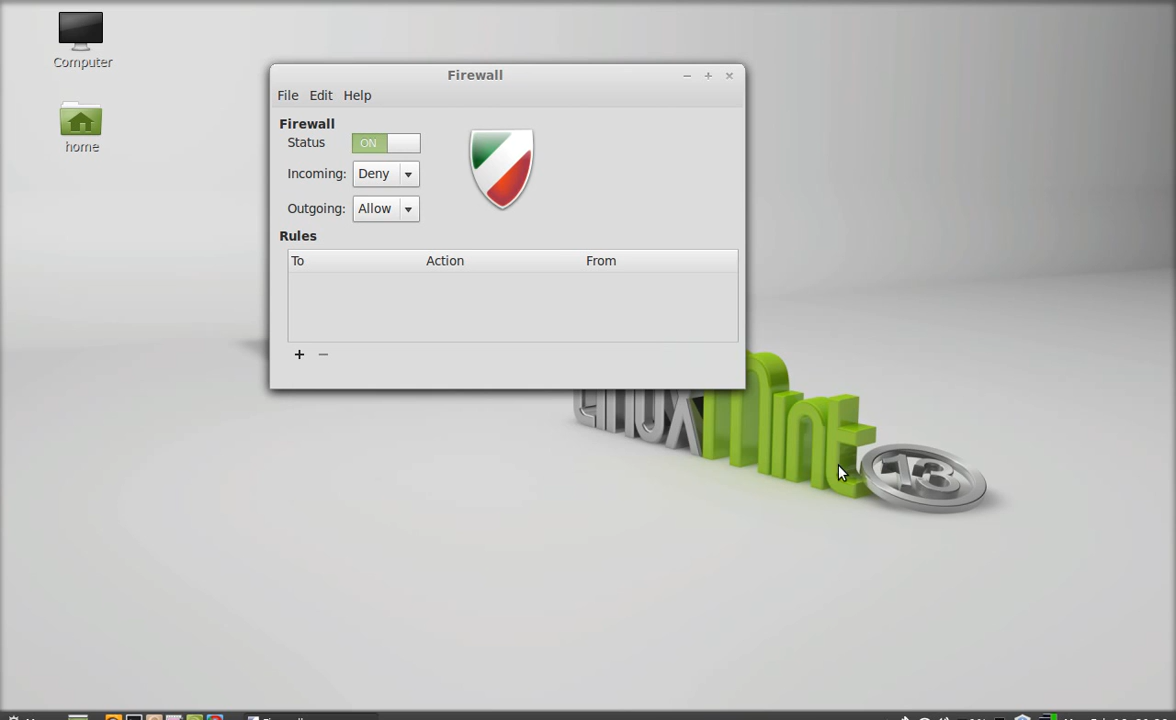 Computer
home
Firewall
File Edit Help
Firewall
Status ON
Incoming: Deny
Outgoing: Allow
Rules
To Action From
+ −
Linux Mint 13